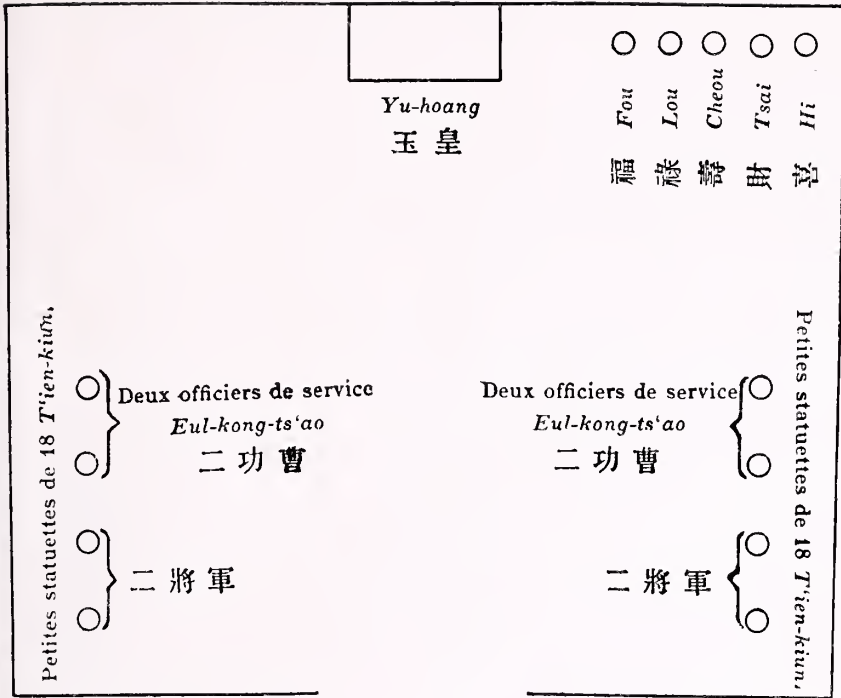 Yu-hoang
玉皇
Fou
福
Lou
祿
Cheou
壽
Tsai
財
Hi
喜
Petites statuettes de 18 T'ien-kiun,
Deux officiers de service
Eul-kong-ts'ao
二功曹
二將軍
Deux officiers de service
Eul-kong-ts'ao
二功曹
二將軍
Petites statuettes de 18 T'ien-kiun,